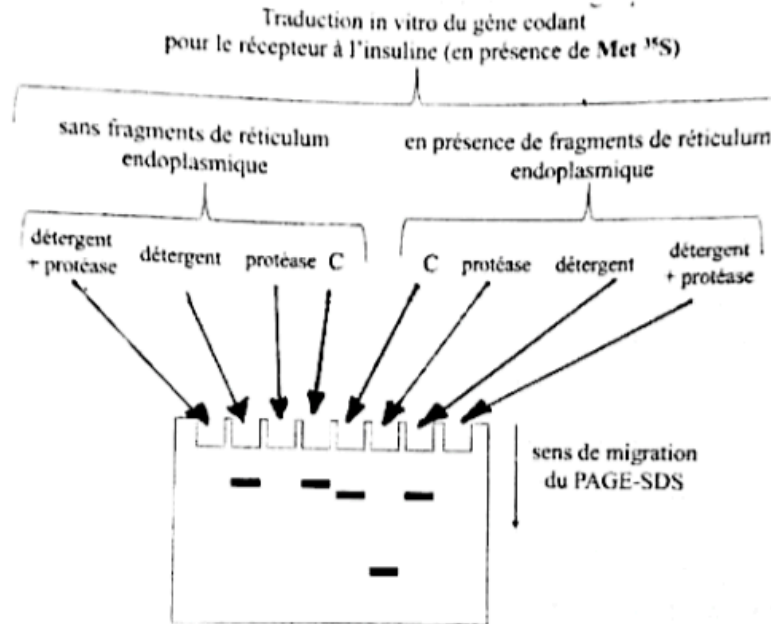 Traduction in vitro du gène codant
pour le récepteur à l'insuline (en présence de Met ³⁵S)
sans fragments de réticulum
endoplasmique
en présence de fragments de réticulum
endoplasmique
détergent
+ protéase
détergent
protéase
C
C
protéase
détergent
détergent
+ protéase
sens de migration
du PAGE-SDS